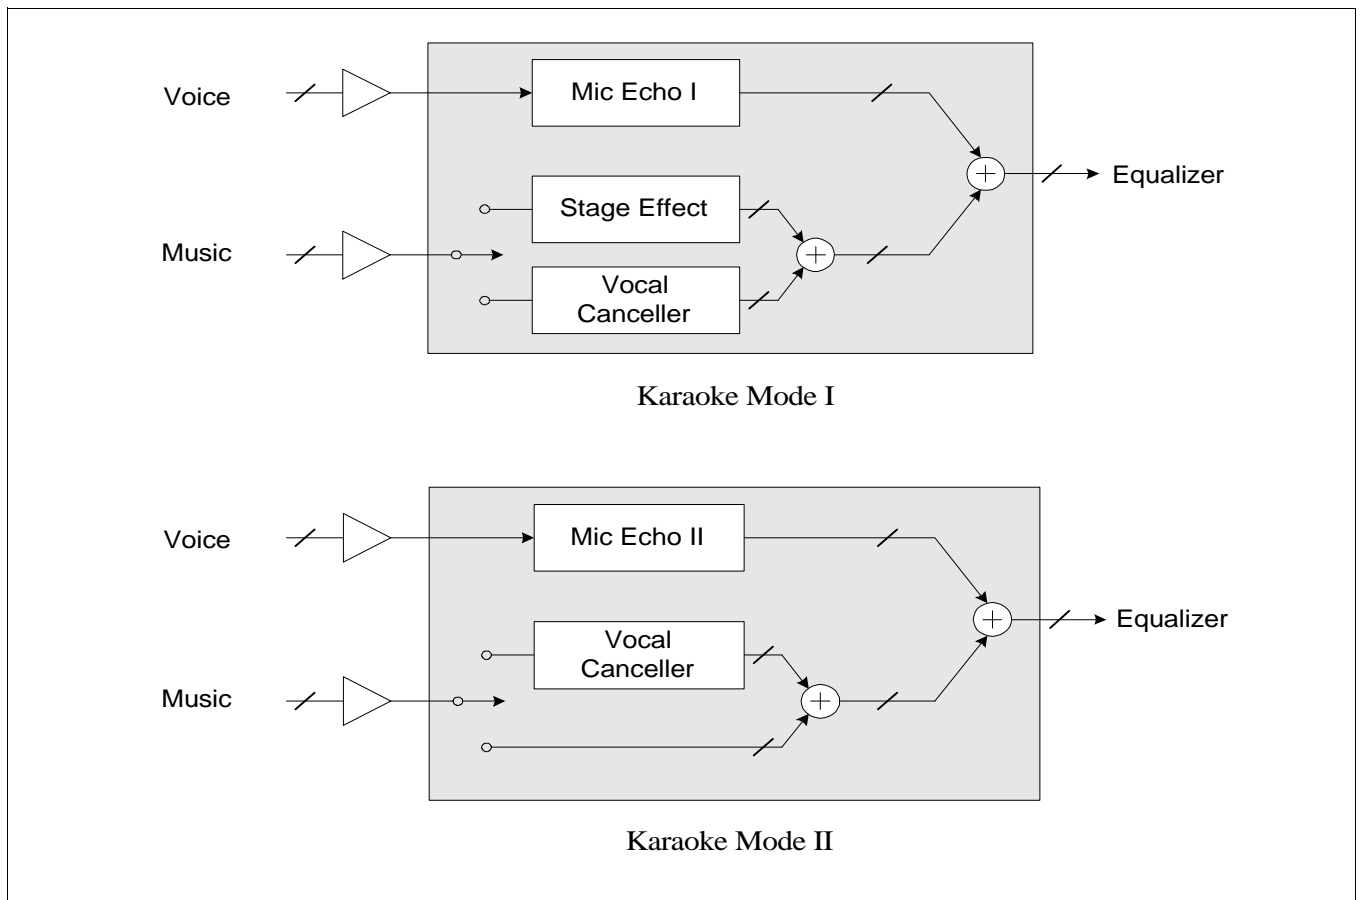 Voice
Mic Echo I
Stage Effect
Music
Vocal
Canceller
Equalizer
Karaoke Mode I
Voice
Mic Echo II
Vocal
Canceller
Music
Equalizer
Karaoke Mode II